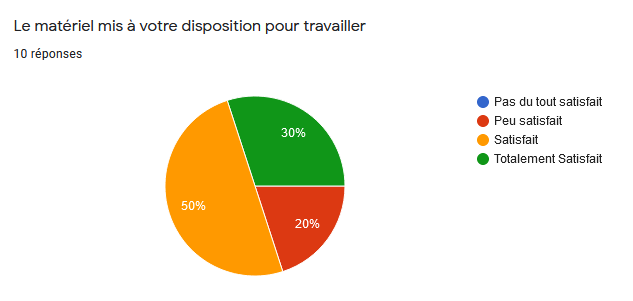 Le matériel mis à votre disposition pour travailler
10 réponses
Pas du tout satisfait
Peu satisfait
Satisfait
Totalement Satisfait
30%
50%
20%